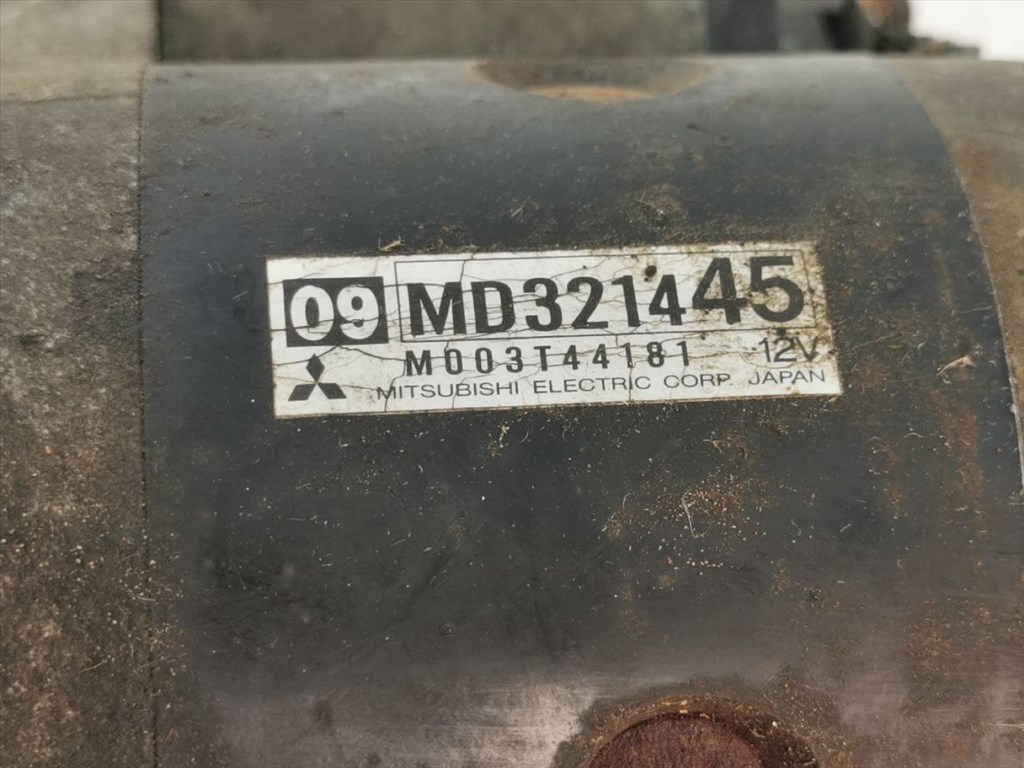 09 MD321445
M003T44181 12V
MITSUBISHI ELECTRIC CORP. JAPAN